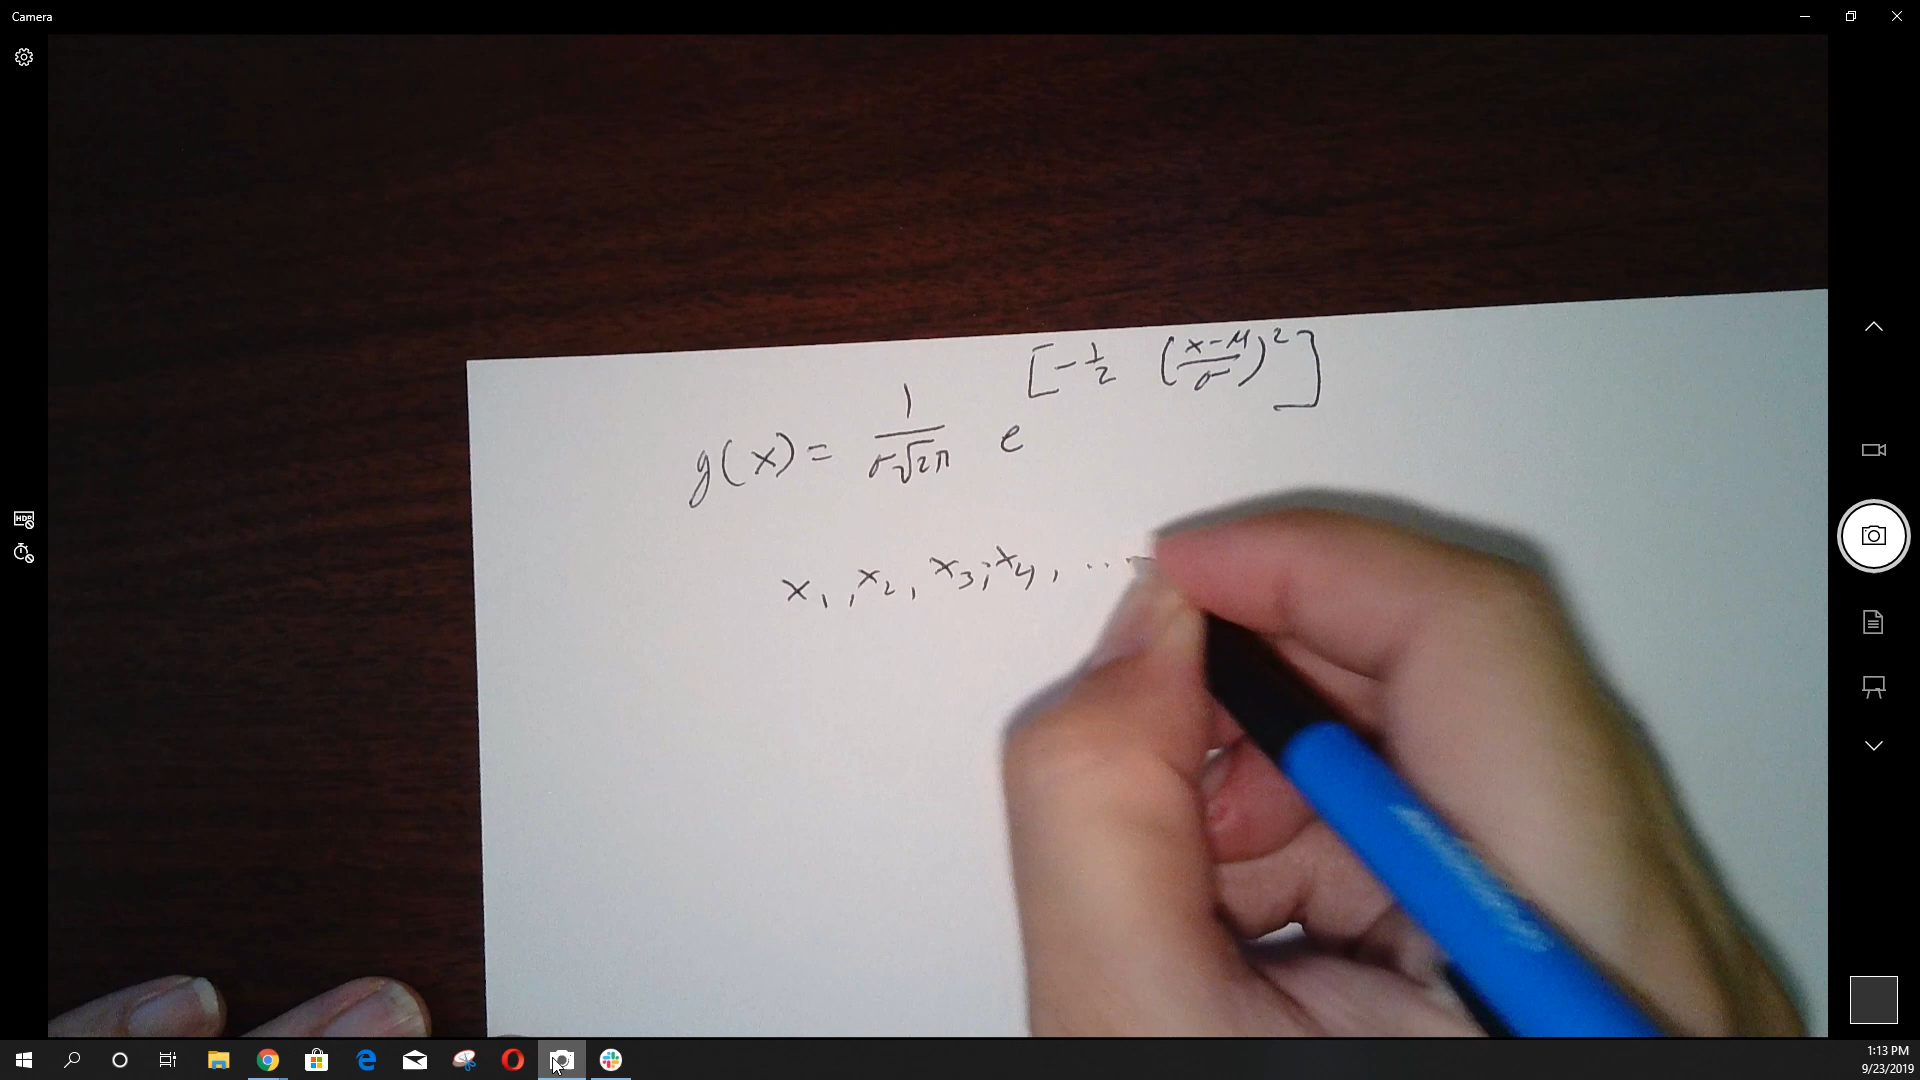 Camera
[-1/2 (x-μ/σ)²]
g(x) = 1/σ√2π e
x₁, x₂, x₃, x₄, ...
1:13 PM
9/23/2019